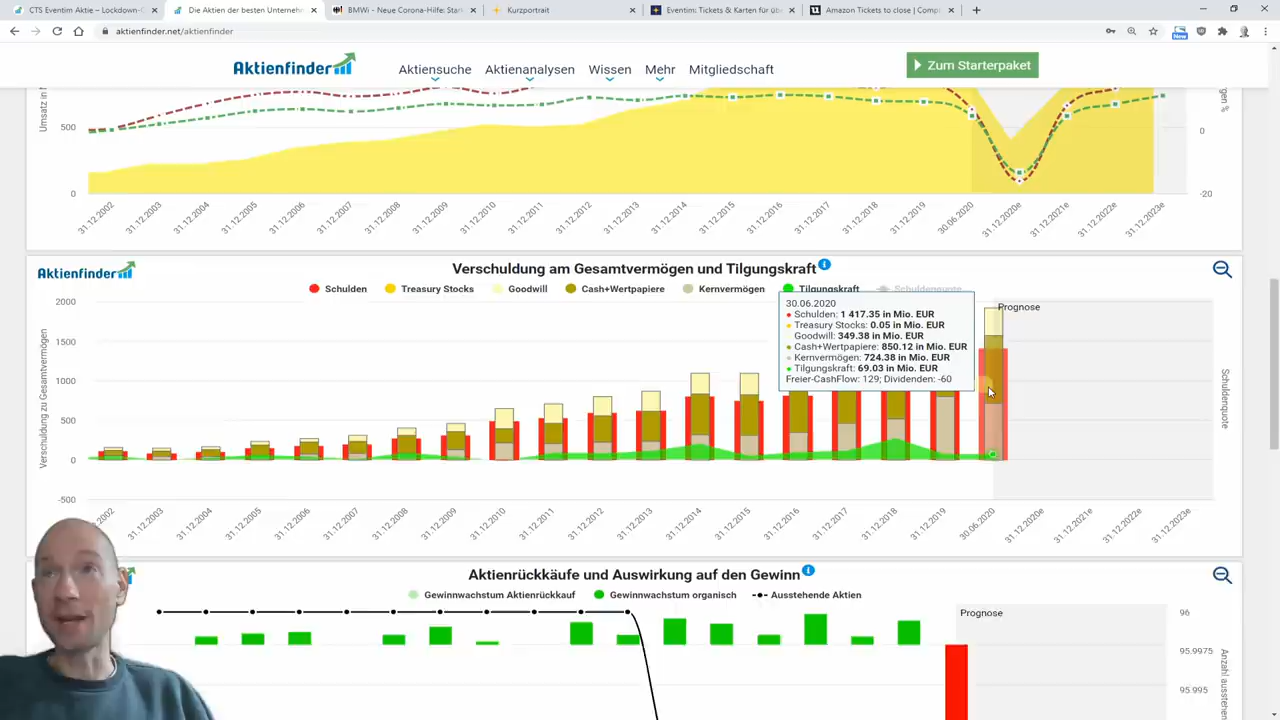 CTS Eventim Aktie – Lockdown-C
Die Aktien der besten Unternehm
BMWi - Neue Corona-Hilfe: Star
Kurzportrait
Eventim: Tickets & Karten für üb
Amazon Tickets to close | Comp
aktienfinder.net/aktienfinder
New
Aktienfinder
Aktiensuche
Aktienanalysen
Wissen
Mehr
Mitgliedschaft
Zum Starterpaket
500
0
0
-20
31.12.2002
31.12.2003
31.12.2004
31.12.2005
31.12.2006
31.12.2007
31.12.2008
31.12.2009
31.12.2010
31.12.2011
31.12.2012
31.12.2013
31.12.2014
31.12.2015
31.12.2016
31.12.2017
31.12.2018
31.12.2019
30.06.2020
31.12.2020e
31.12.2021e
31.12.2022e
31.12.2023e
Aktienfinder
Verschuldung am Gesamtvermögen und Tilgungskraft
Schulden
Treasury Stocks
Goodwill
Cash+Wertpapiere
Kernvermögen
Tilgungskraft
Schuldenquote
30.06.2020
Schulden: 1 417.35 in Mio. EUR
Treasury Stocks: 0.05 in Mio. EUR
Goodwill: 349.38 in Mio. EUR
Cash+Wertpapiere: 850.12 in Mio. EUR
Kernvermögen: 724.38 in Mio. EUR
Tilgungskraft: 69.03 in Mio. EUR
Freier-CashFlow: 129; Dividenden: -60
Prognose
Verschuldung zu Gesamtvermögen
2000
1500
1000
500
0
-500
Schuldenquote
31.12.2003
31.12.2004
31.12.2005
31.12.2006
31.12.2007
31.12.2008
31.12.2009
31.12.2010
31.12.2011
31.12.2012
31.12.2013
31.12.2014
31.12.2015
31.12.2016
31.12.2017
31.12.2018
31.12.2019
30.06.2020
31.12.2020e
31.12.2021e
31.12.2022e
31.12.2023e
Aktienrückkäufe und Auswirkung auf den Gewinn
Gewinnwachstum Aktienrückkauf
Gewinnwachstum organisch
Ausstehende Aktien
Prognose
96
95.9975
95.995